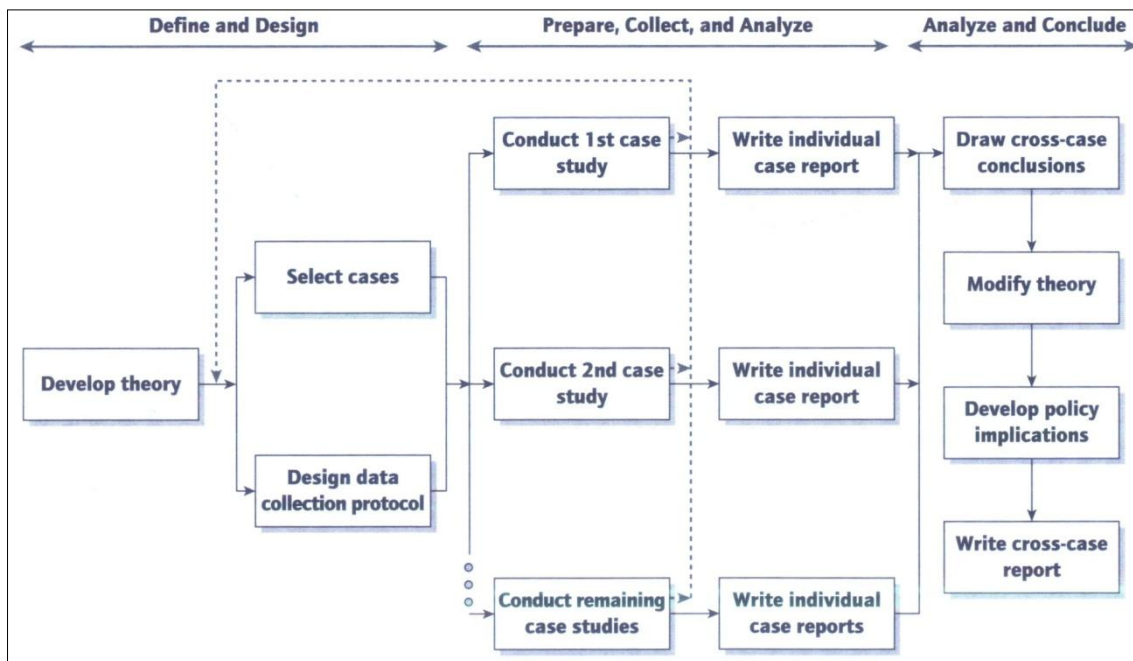 Define and Design
Prepare, Collect, and Analyze
Analyze and Conclude
Conduct 1st case
study
Write individual
case report
Draw cross-case
conclusions
Select cases
Modify theory
Develop theory
Conduct 2nd case
study
Write individual
case report
Develop policy
implications
Design data
collection protocol
Write cross-case
report
Conduct remaining
case studies
Write individual
case reports